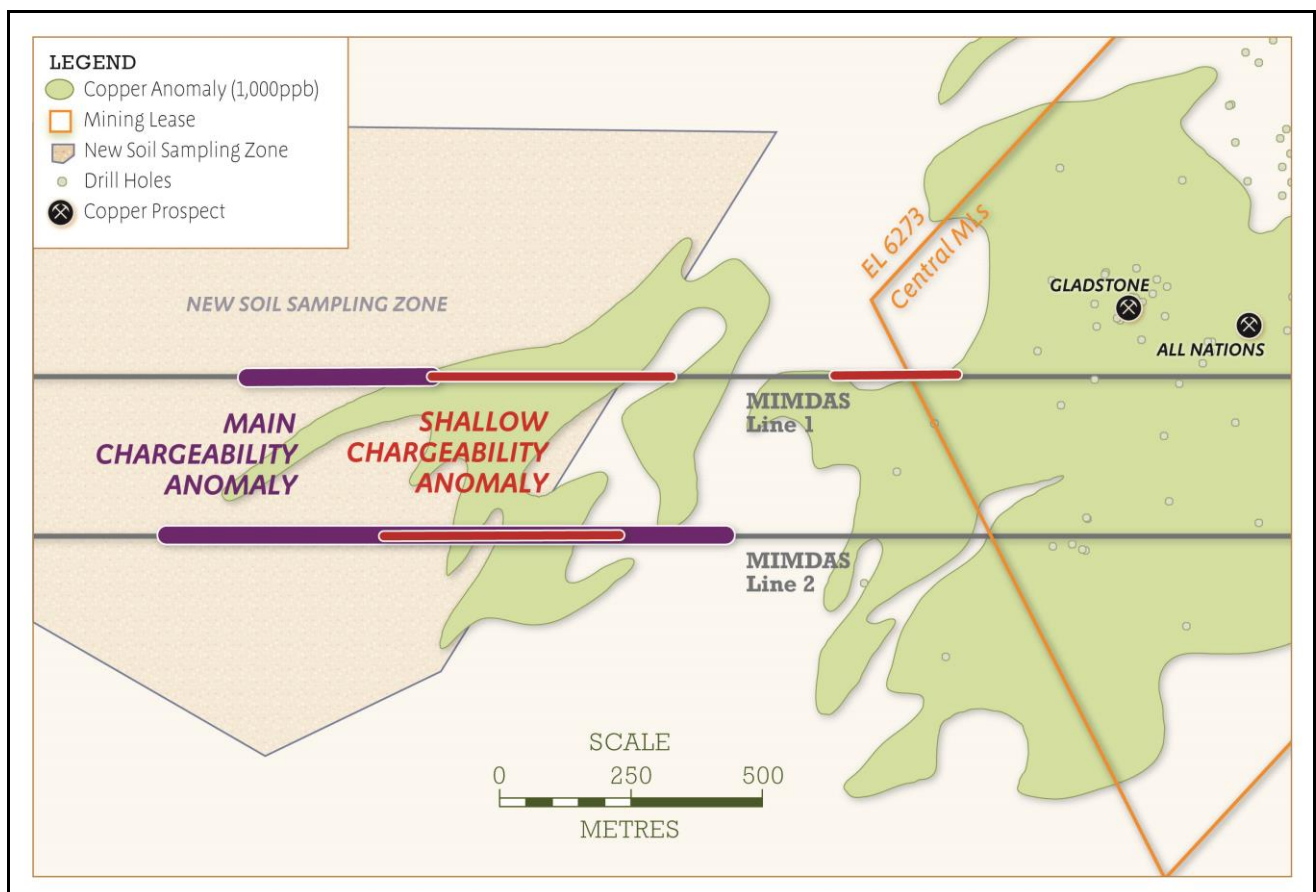 LEGEND
Copper Anomaly (1,000ppb)
Mining Lease
New Soil Sampling Zone
Drill Holes
Copper Prospect
EL 6273
Central MLs
GLADSTONE
ALL NATIONS
NEW SOIL SAMPLING ZONE
MAIN
CHARGEABILITY
ANOMALY
SHALLOW
CHARGEABILITY
ANOMALY
MIMDAS
Line 1
MIMDAS
Line 2
SCALE
0 250 500
METRES